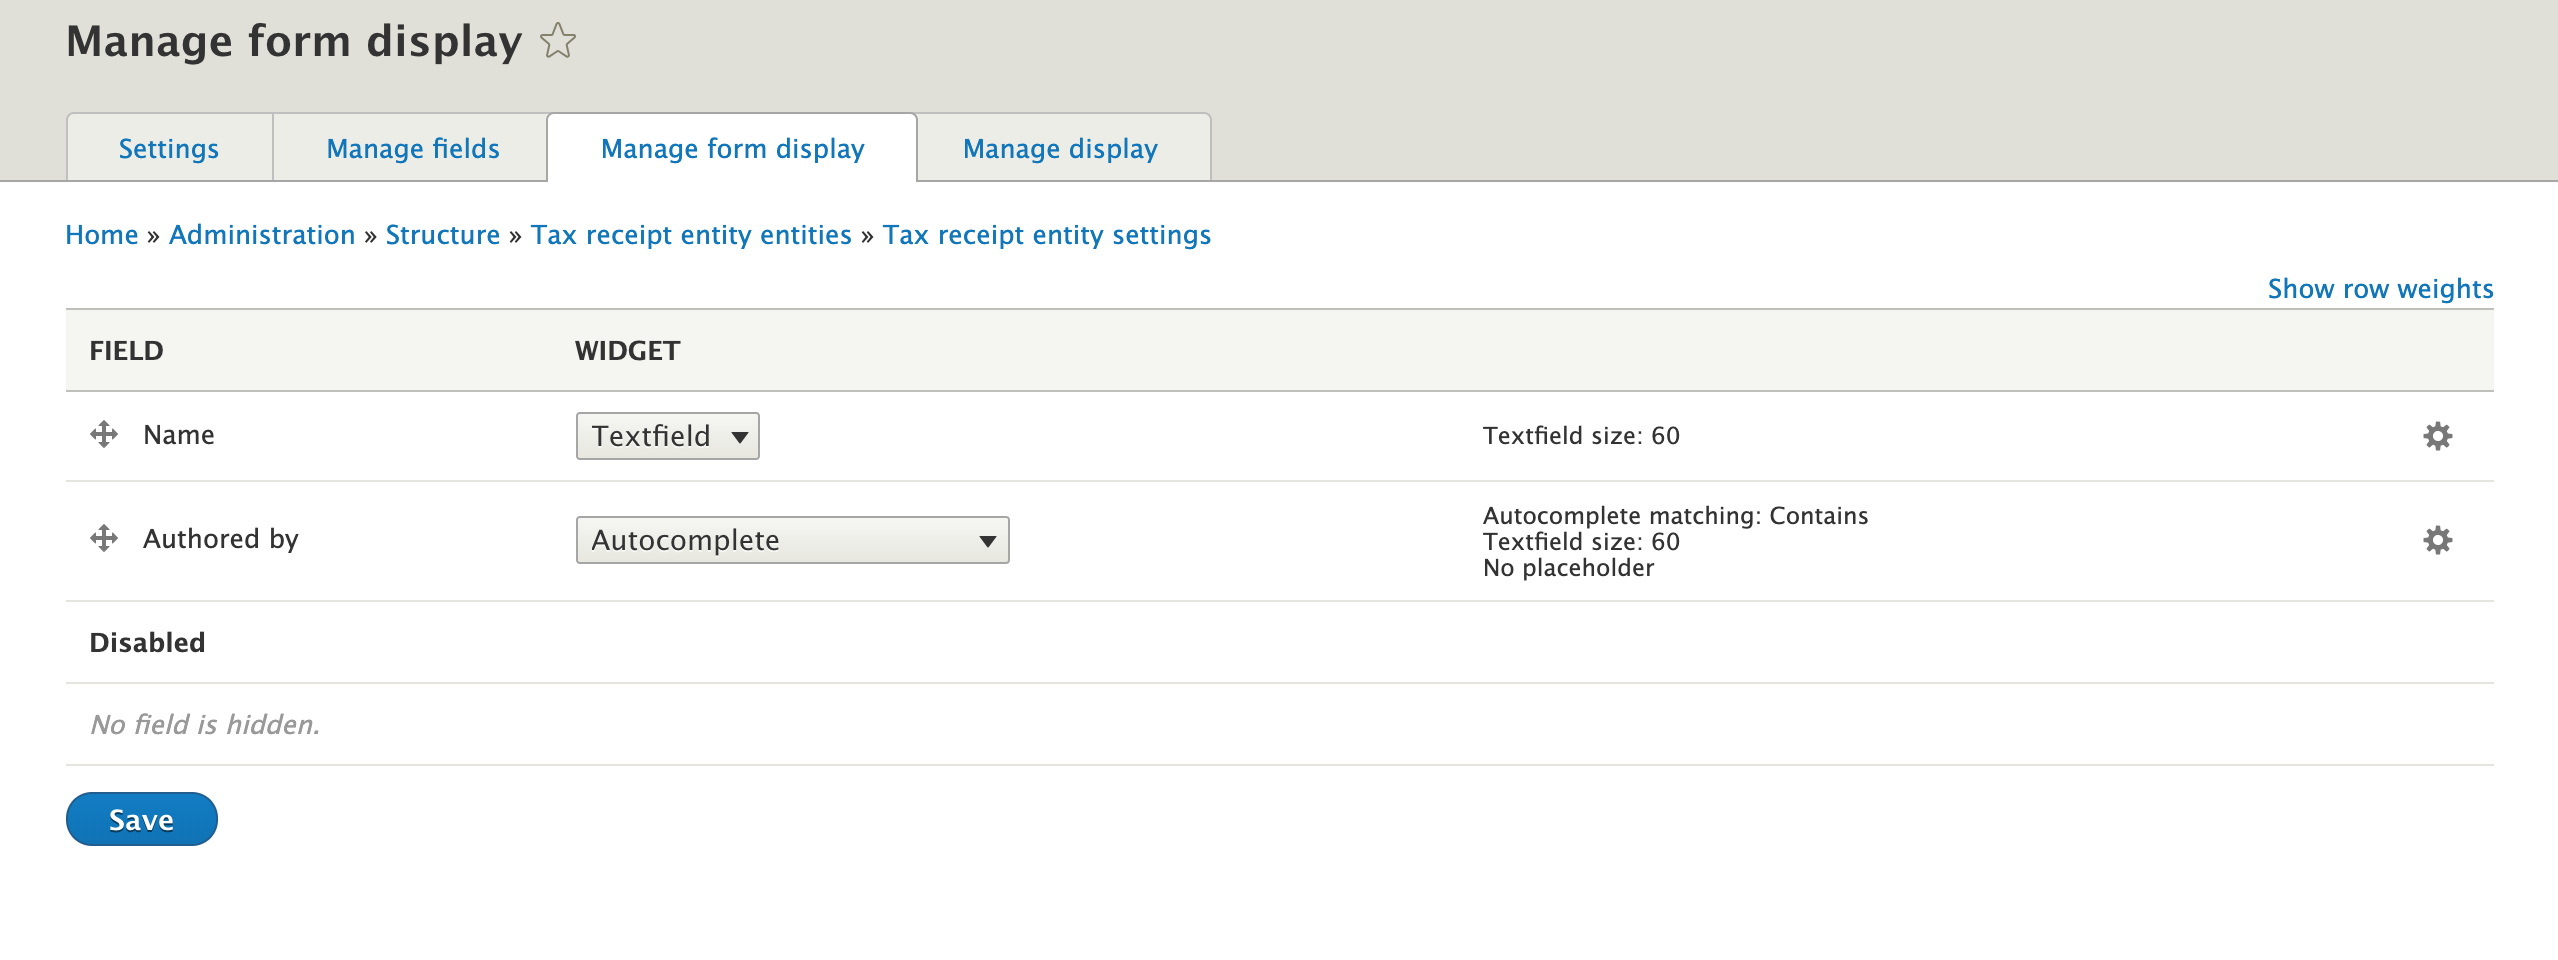 Manage form display
Settings
Manage fields
Manage form display
Manage display
Home » Administration » Structure » Tax receipt entity entities » Tax receipt entity settings
Show row weights
FIELD WIDGET
Name Textfield Textfield size: 60
Authored by Autocomplete
Autocomplete matching: Contains
Textfield size: 60
No placeholder
Disabled
No field is hidden.
Save